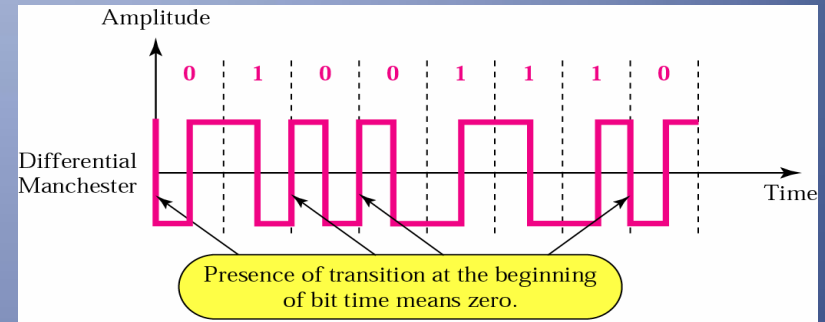 Amplitude
0 1 0 0 1 1 1 0
Differential
Manchester
Time
Presence of transition at the beginning
of bit time means zero.